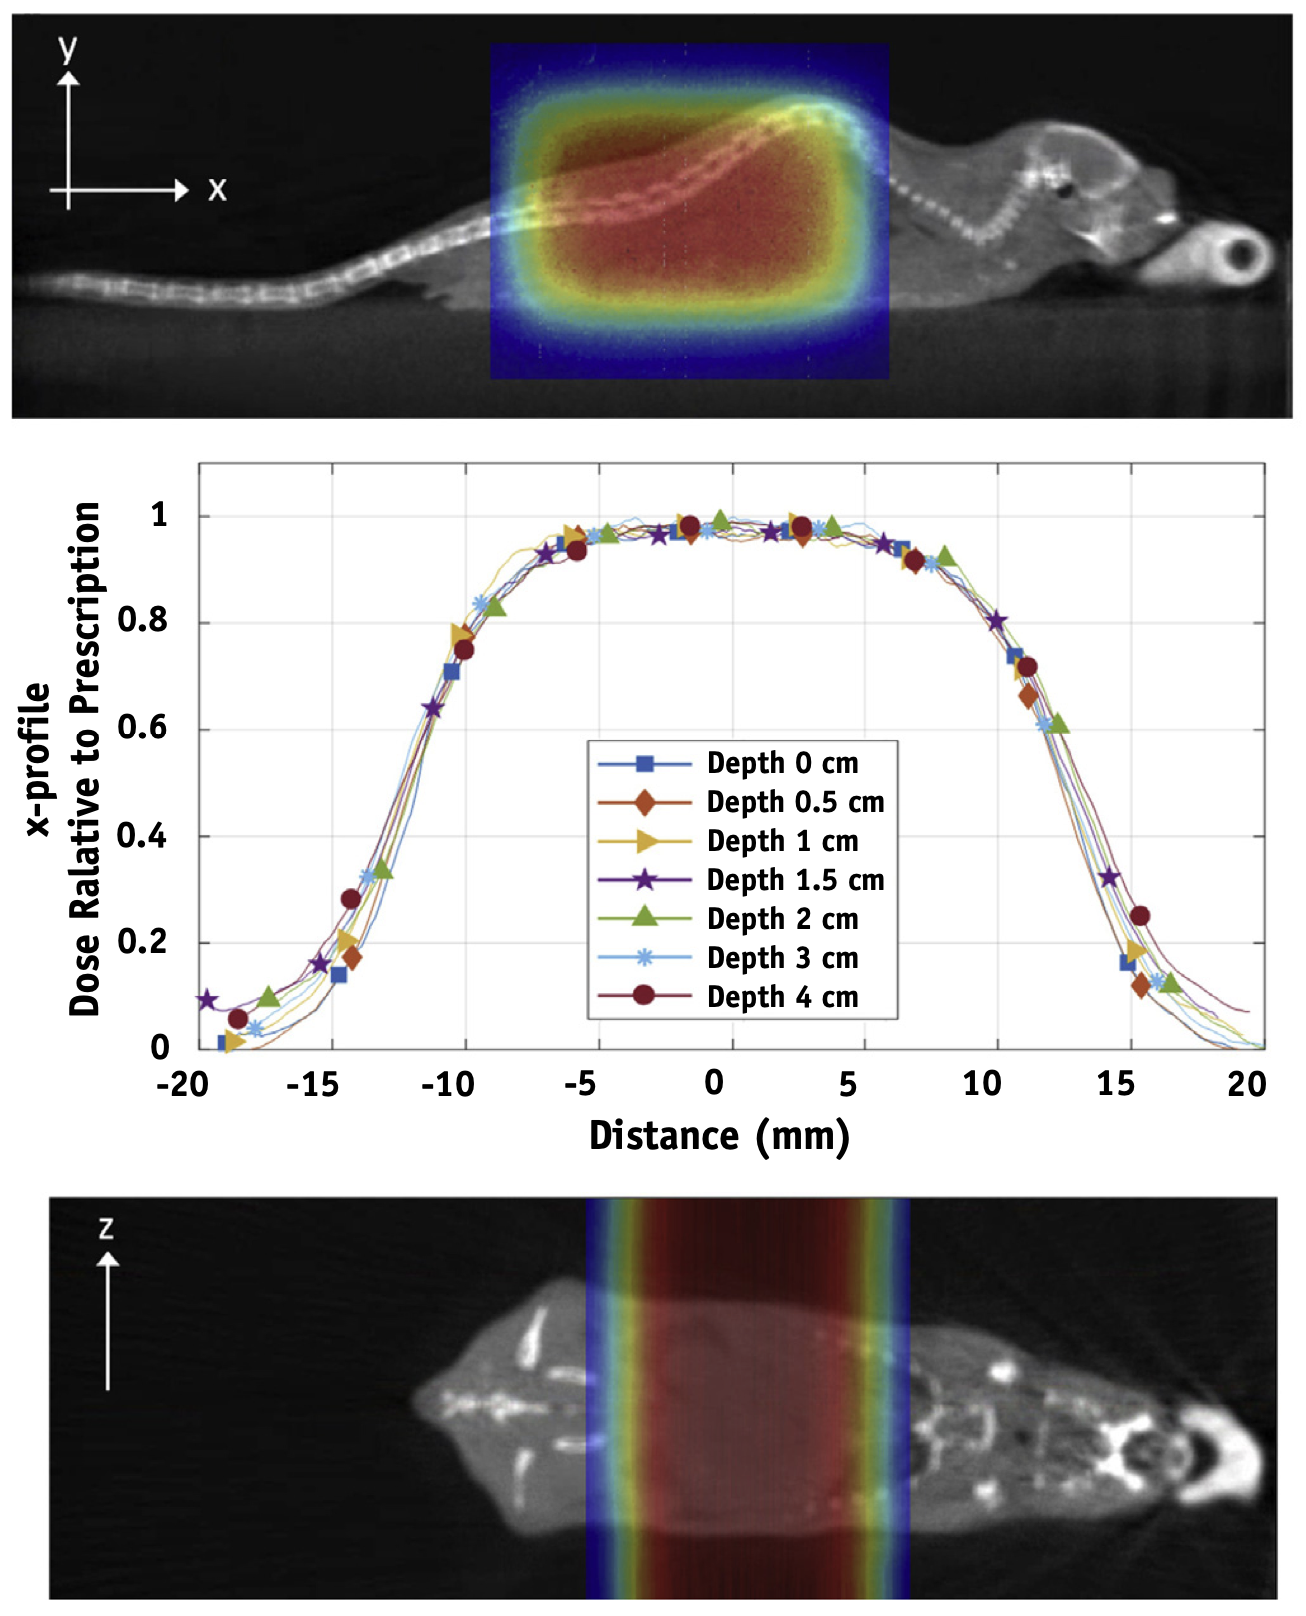 y
x
x-profile
Dose Ralative to Prescription
1
0.8
0.6
0.4
0.2
0
Depth 0 cm
Depth 0.5 cm
Depth 1 cm
Depth 1.5 cm
Depth 2 cm
Depth 3 cm
Depth 4 cm
-20 -15 -10 -5 0 5 10 15 20
Distance (mm)
z